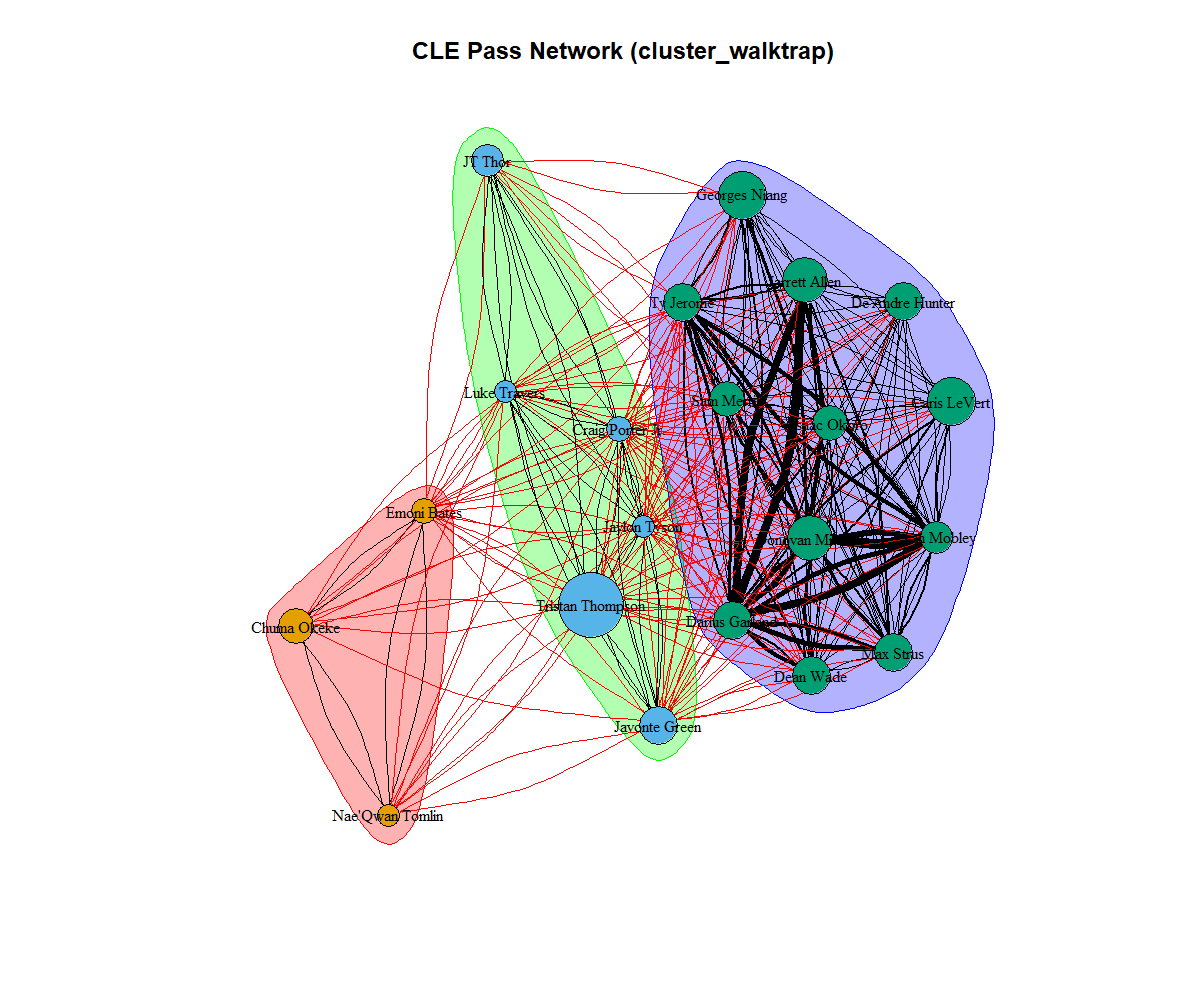 CLE Pass Network (cluster_walktrap)
JT Thor
Georges Niang
Jarrett Allen
Ty Jerome
De'Andre Hunter
Luke Travers
Sam Merrill
Caris LeVert
Craig Porter Jr.
Isaac Okoro
Emoni Bates
Jaylon Tyson
Donovan Mitchell
Mobley
Tristan Thompson
Darius Garland
Chuma Okeke
Max Strus
Dean Wade
Javonte Green
Nae'Qwan Tomlin